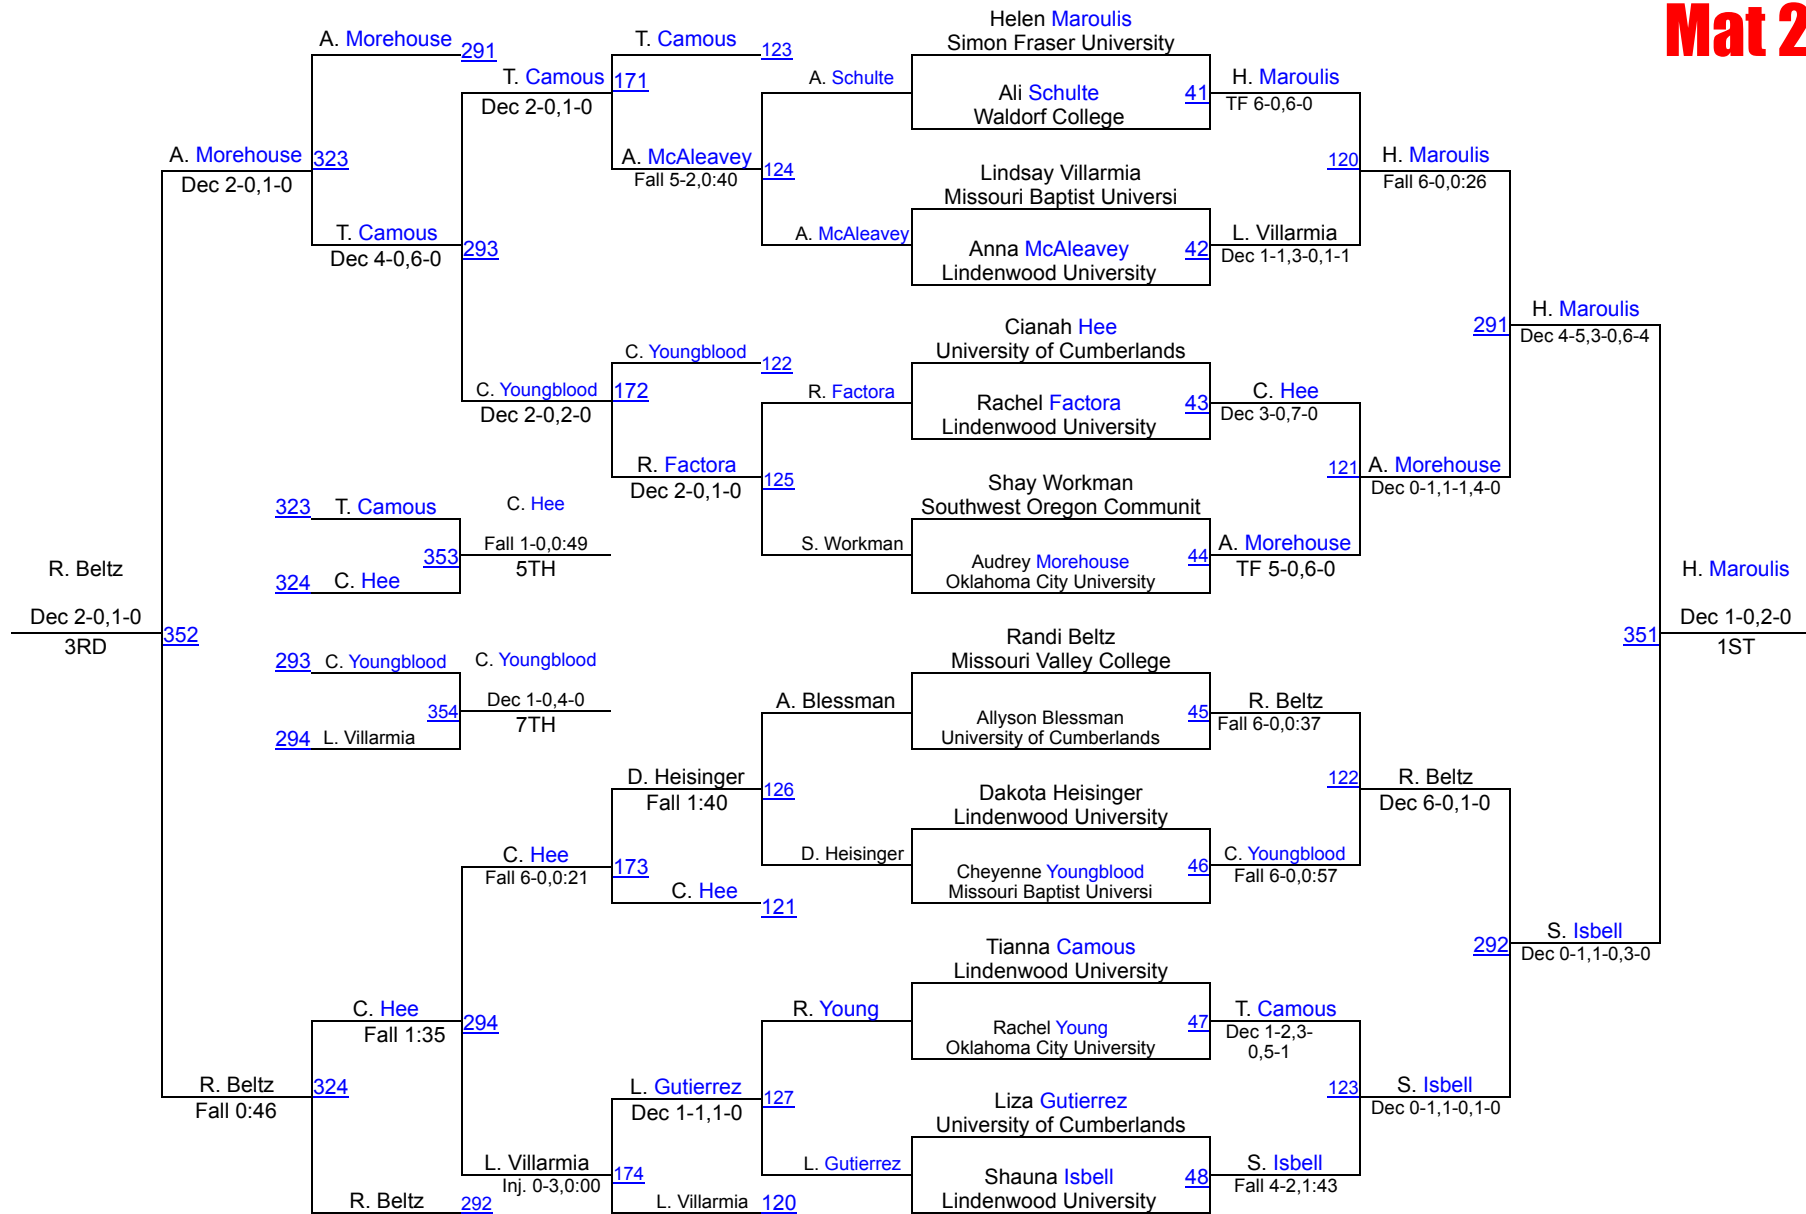 Mat 2
Helen Maroulis
Simon Fraser University
A. Morehouse 291
T. Camous 123
T. Camous 171
Dec 2-0,1-0
A. Schulte
Ali Schulte 41
Waldorf College
H. Maroulis
TF 6-0,6-0
A. Morehouse 323
Dec 2-0,1-0
A. McAleavey 124
Fall 5-2,0:40
Lindsay Villarmia
Missouri Baptist Universi
120 H. Maroulis
Fall 6-0,0:26
T. Camous 293
Dec 4-0,6-0
A. McAleavey
Anna McAleavey 42
Lindenwood University
L. Villarmia
Dec 1-1,3-0,1-1
Cianah Hee
University of Cumberlands
291 H. Maroulis
Dec 4-5,3-0,6-4
C. Youngblood 122
C. Youngblood 172
Dec 2-0,2-0
R. Factora
Rachel Factora 43
Lindenwood University
C. Hee
Dec 3-0,7-0
R. Factora 125
Dec 2-0,1-0
Shay Workman
Southwest Oregon Communit
121 A. Morehouse
Dec 0-1,1-1,4-0
323 T. Camous
C. Hee
Fall 1-0,0:49
353
5TH
324 C. Hee
S. Workman
Audrey Morehouse 44
Oklahoma City University
A. Morehouse
TF 5-0,6-0
R. Beltz
Dec 2-0,1-0
3RD
352
H. Maroulis
Dec 1-0,2-0
351
1ST
Randi Beltz
Missouri Valley College
293 C. Youngblood
C. Youngblood
Dec 1-0,4-0
354
7TH
294 L. Villarmia
A. Blessman
Allyson Blessman 45
University of Cumberlands
R. Beltz
Fall 6-0,0:37
D. Heisinger 126
Fall 1:40
Dakota Heisinger
Lindenwood University
122 R. Beltz
Dec 6-0,1-0
C. Hee 173
Fall 6-0,0:21
C. Hee 121
D. Heisinger
Cheyenne Youngblood 46
Missouri Baptist Universi
C. Youngblood
Fall 6-0,0:57
Tianna Camous
Lindenwood University
292 S. Isbell
Dec 0-1,1-0,3-0
C. Hee 294
Fall 1:35
R. Young
Rachel Young 47
Oklahoma City University
T. Camous
Dec 1-2,3-
0,5-1
R. Beltz 324
Fall 0:46
L. Gutierrez 127
Dec 1-1,1-0
Liza Gutierrez
University of Cumberlands
123 S. Isbell
Dec 0-1,1-0,1-0
L. Villarmia 174
Inj. 0-3,0:00
L. Gutierrez
Shauna Isbell 48
Lindenwood University
S. Isbell
Fall 4-2,1:43
R. Beltz 292
L. Villarmia 120